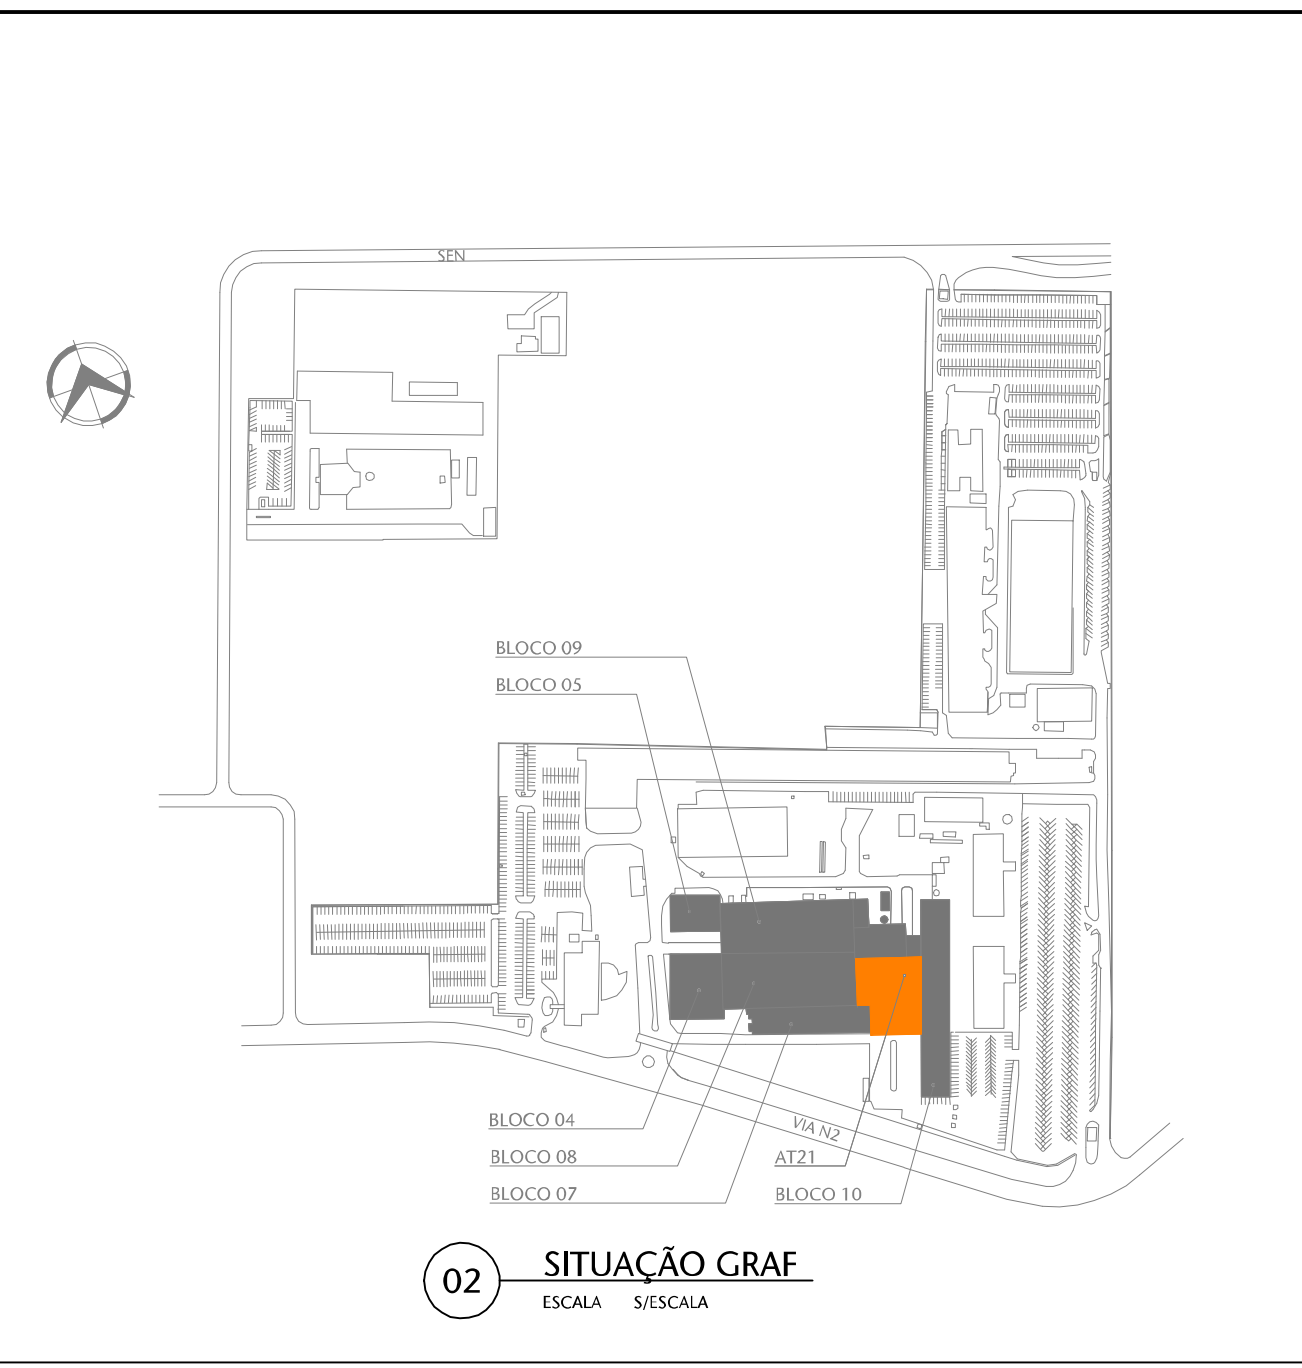 SEN
BLOCO 09
BLOCO 05
BLOCO 04
VIA N2
BLOCO 08
AT21
BLOCO 07
BLOCO 10
02
SITUAÇÃO GRAF
ESCALA S/ESCALA